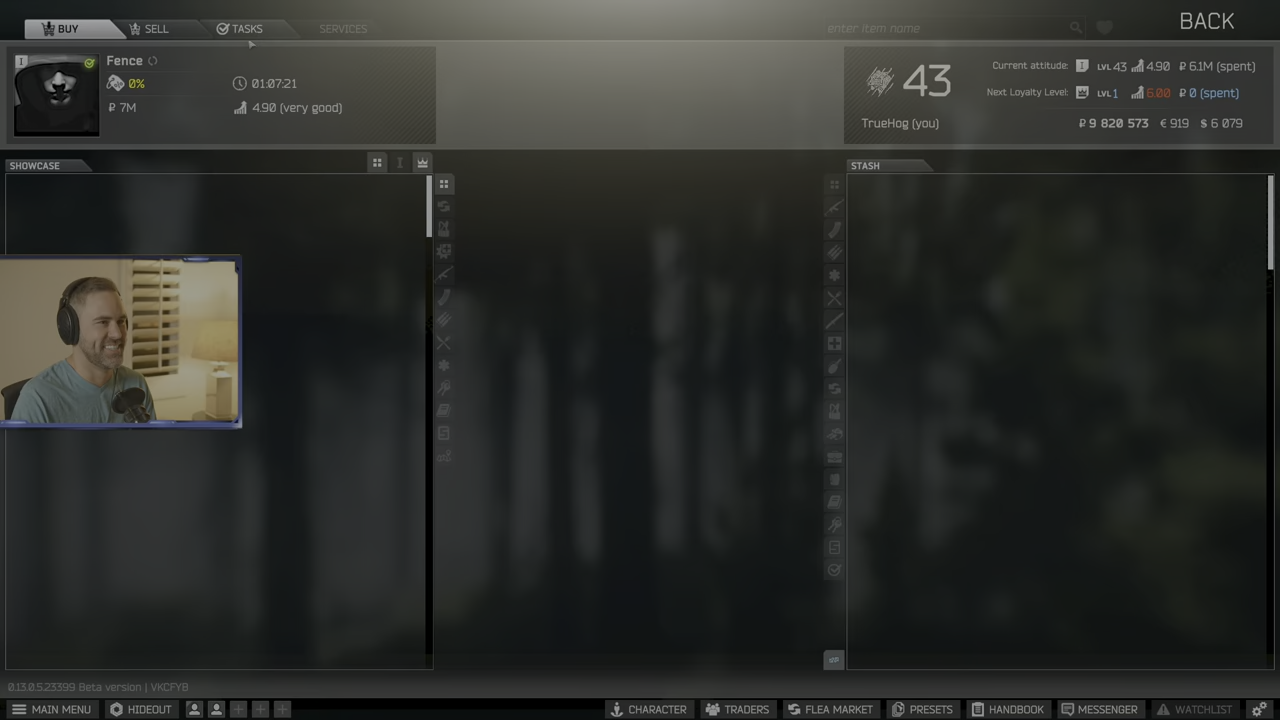 BUY SELL TASKS SERVICES enter item name BACK
I Fence
0% 01:07:21
₽ 7M 4.90 (very good)
43
Current attitude: I LVL 43 4.90 ₽ 6.1M (spent)
Next Loyalty Level: LVL 1 6.00 ₽ 0 (spent)
TrueHog (you) ₽ 9 820 573 € 919 $ 6 079
SHOWCASE I STASH
0.13.0.5.23399 Beta version | VKCFYB
MAIN MENU HIDEOUT CHARACTER TRADERS FLEA MARKET PRESETS HANDBOOK MESSENGER WATCHLIST